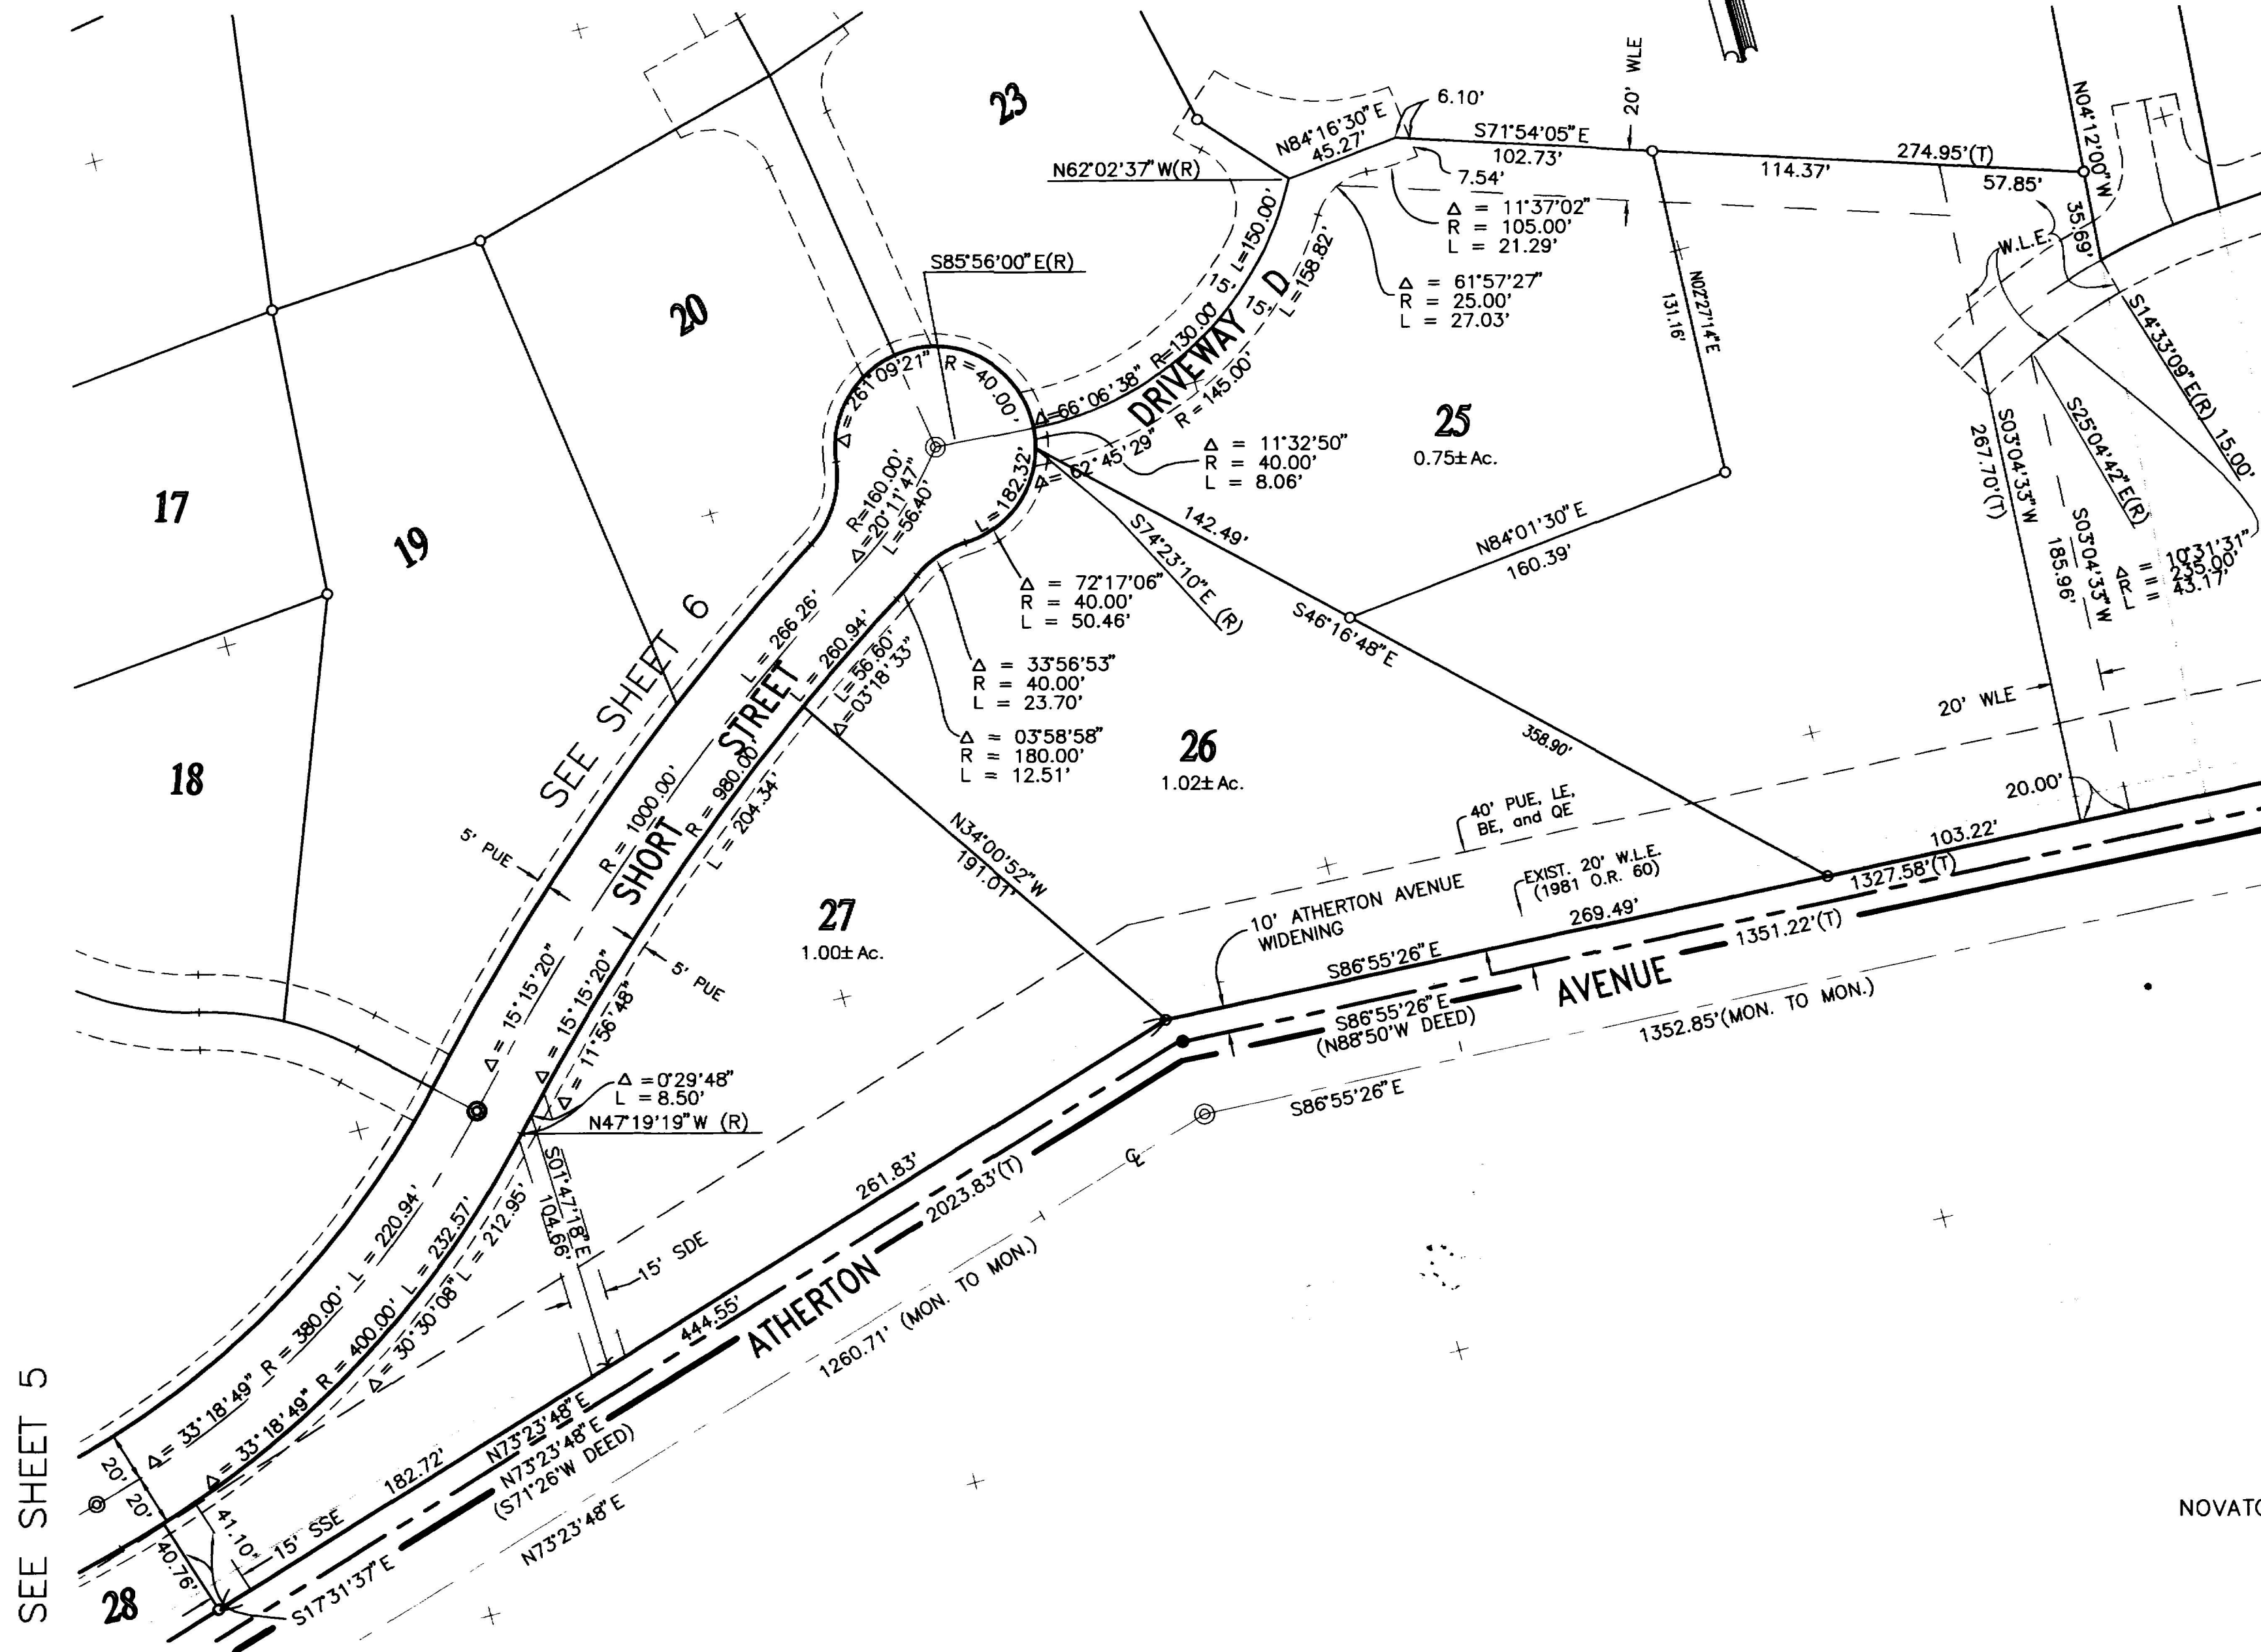 23
6.10'
20' WLE
N84°16'30"E
45.27'
S71°54'05"E
102.73'
274.95'(T)
114.37'
57.85'
N04°12'00"W
35.69'
N62°02'37"W(R)
7.54'
Δ = 11°37'02"
R = 105.00'
L = 21.29'
W.L.E.
S85°56'00"E(R)
L=150.00'
15'
15'
L=158.82'
Δ = 61°57'27"
R = 25.00'
L = 27.03'
N02°27'14"E
131.16'
20
Δ = 261°09'21"
R = 40.00'
L = 182.32'
Δ=66°06'38"
R=130.00'
DRIVEWAY D
R = 145.00'
Δ= 62°45'29"
25
0.75± Ac.
Δ = 11°32'50"
R = 40.00'
L = 8.06'
S14°33'09"E(R) 15.00'
S25°04'42"E(R)
S03°04'33"W
267.70'(T)
S03°04'33"W
185.96'
Δ = 10°31'31"
R = 235.00'
L = 43.17'
17
19
R=160.00'
Δ=20°11'47"
L=56.40'
142.49'
S74°23'10"E (R)
N84°01'30"E
160.39'
S46°16'48"E
358.90'
Δ = 72°17'06"
R = 40.00'
L = 50.46'
Δ = 33°56'53"
R = 40.00'
L = 23.70'
Δ = 03°58'58"
R = 180.00'
L = 12.51'
SEE SHEET 6
L = 266.26'
L = 260.94'
L=56.60'
Δ=03°18'33"
18
26
1.02± Ac.
20' WLE
20.00'
5' PUE
R = 1000.00'
SHORT STREET
R = 980.00'
L = 204.34'
N34°00'52"W
191.01'
40' PUE, LE,
BE, and QE
EXIST. 20' W.L.E.
(1981 O.R. 60)
103.22'
1327.58'(T)
27
1.00± Ac.
10' ATHERTON AVENUE
WIDENING
269.49'
1351.22'(T)
S86°55'26"E
AVENUE
S86°55'26"E
(N88°50'W DEED)
1352.85'(MON. TO MON.)
S86°55'26"E
5' PUE
Δ = 15°15'20"
Δ = 15°15'20"
Δ = 11°56'48"
Δ =0°29'48"
L = 8.50'
N47°19'19"W (R)
S01°47'18"E
104.66'
15' SDE
261.83'
2023.83'(T)
℄
444.55'
ATHERTON
1260.71' (MON. TO MON.)
Δ= 33°18'49" R = 380.00' L = 220.94'
Δ= 33°18'49" R = 400.00' L = 232.57'
Δ= 30°30'08" L = 212.95'
N73°23'48"E
N73°23'48"E
(S71°26'W DEED)
N73°23'48"E
182.72'
15' SSE
20'
20'
40.76'
41.10'
S17°31'37"E
28
SEE SHEET 5